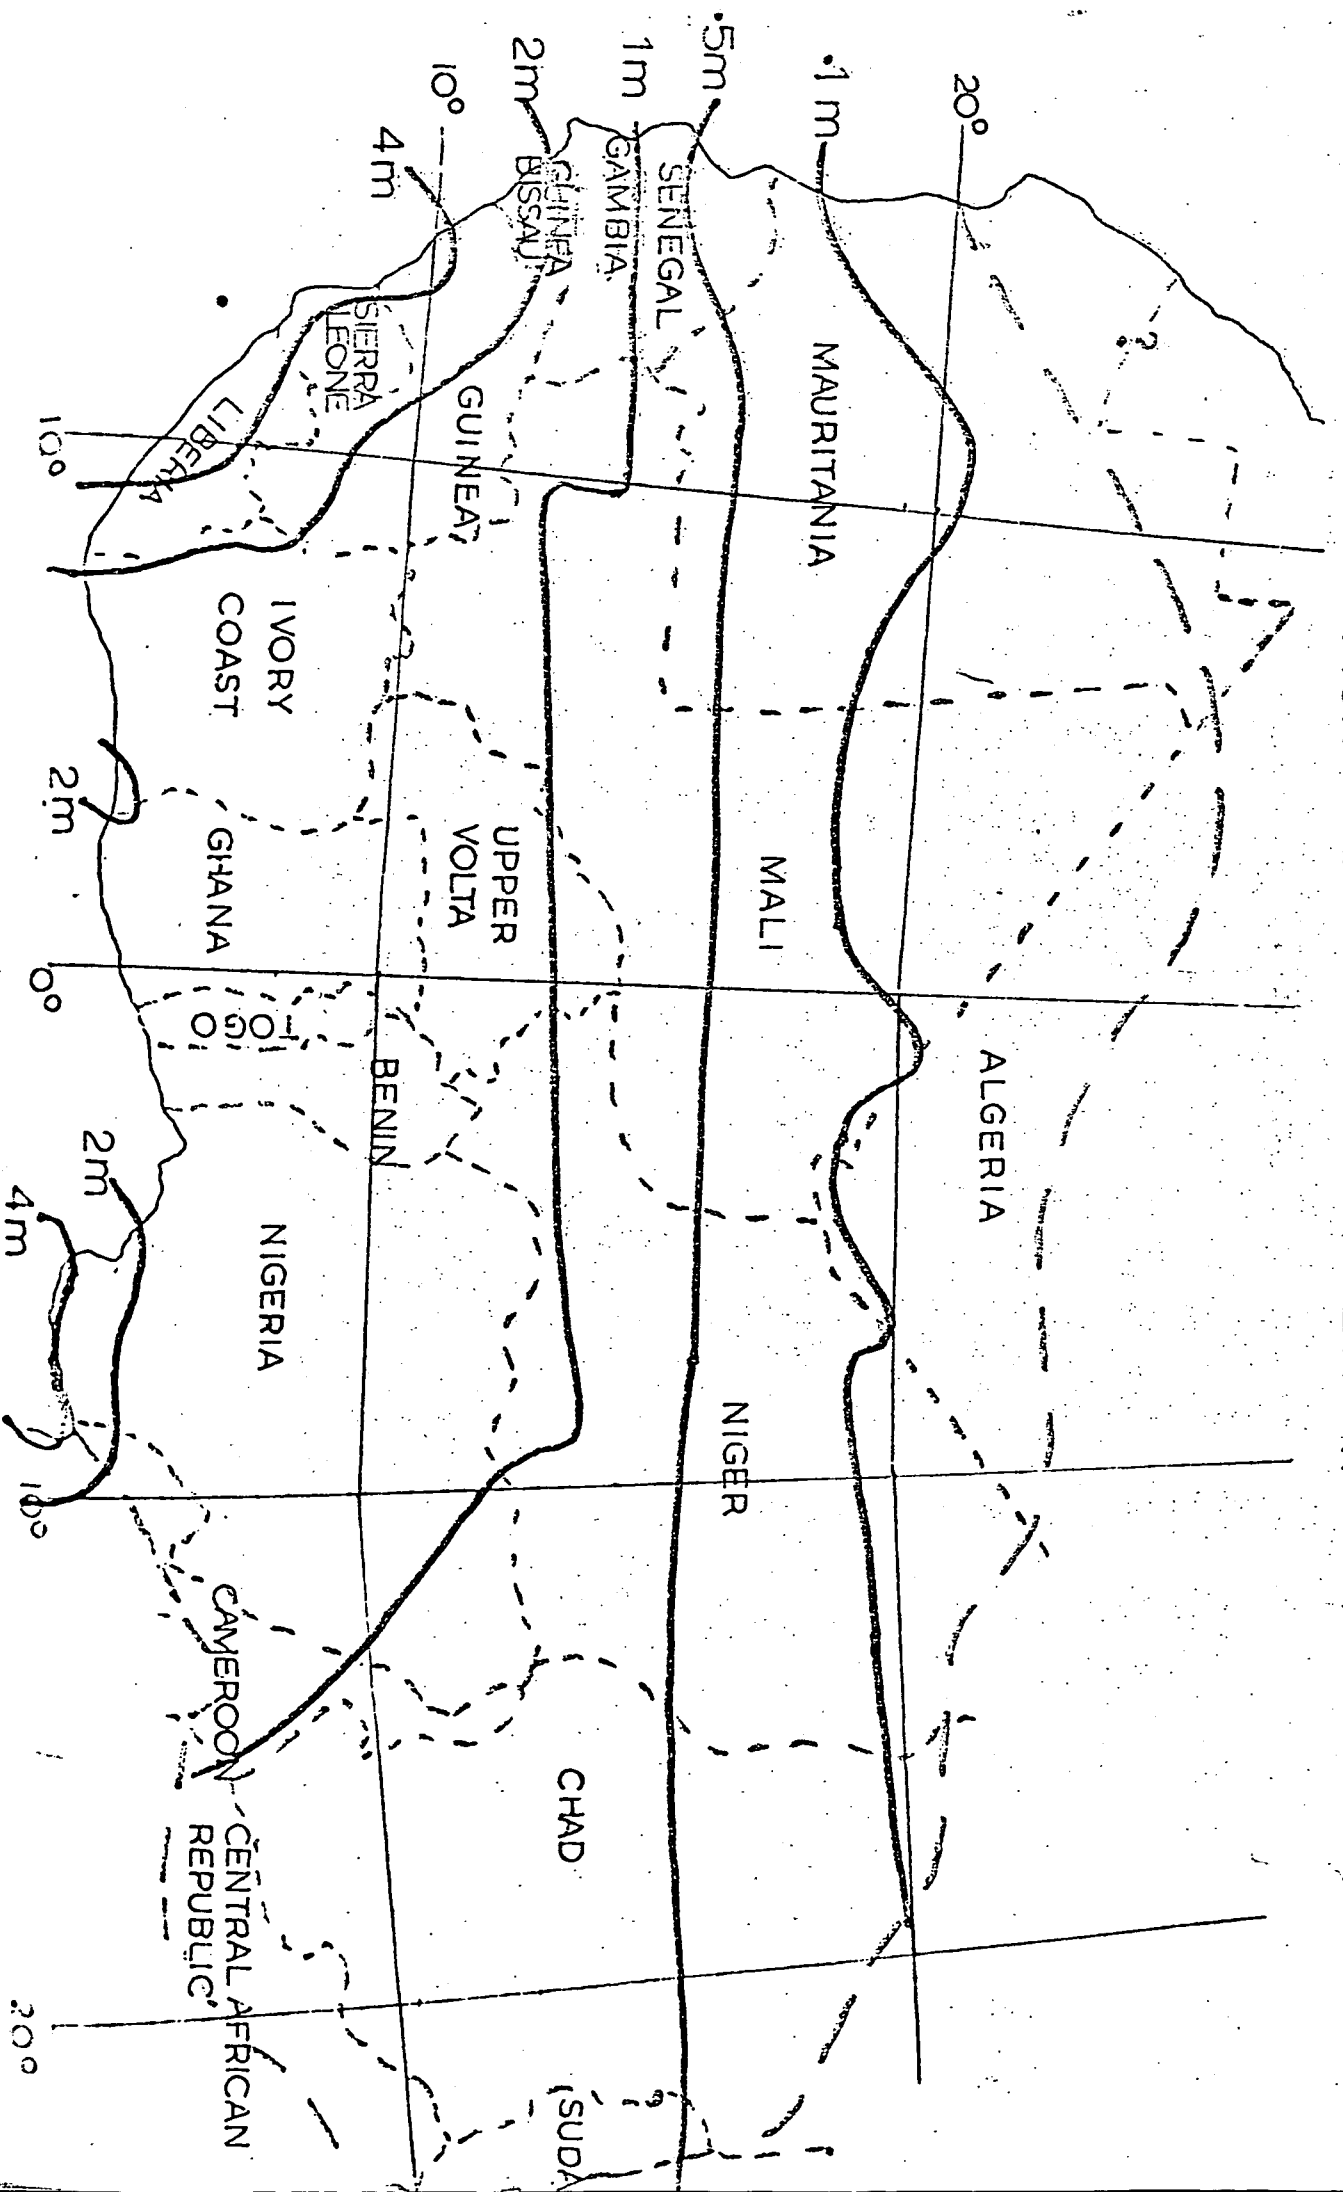 20°
.1 m
.5m
1m
2m
10°
4m
?
MAURITANIA
SENEGAL
GAMBIA
GUINEA
BISSAU
GUINEA
SIERRA
LEONE
LIBERIA
10°
ALGERIA
MALI
UPPER
VOLTA
IVORY
COAST
GHANA
2m
0°
TOGO
BENIN
NIGER
NIGERIA
2m
4m
10°
CHAD
CAMEROON
CENTRAL AFRICAN
REPUBLIC
SUDA
20°